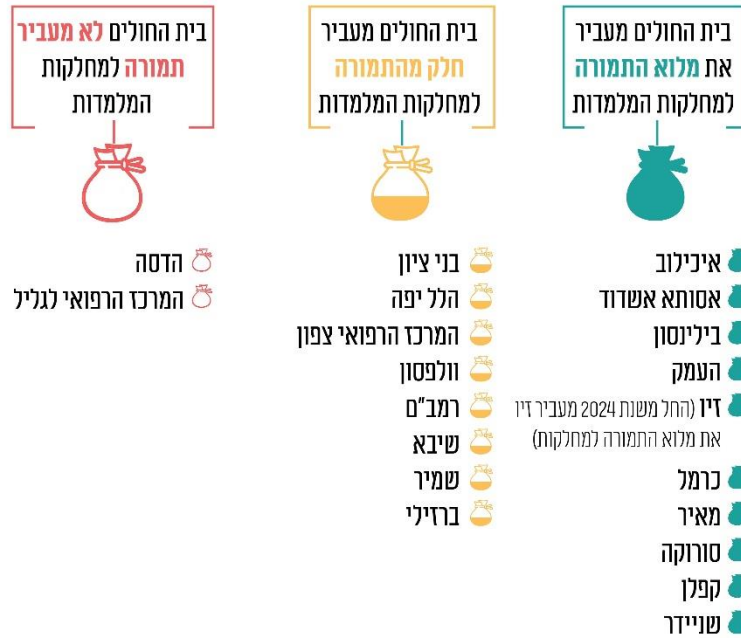 בית החולים מעביר
את מלוא התמורה
למחלקות המלמדות
איכילוב
אסותא אשדוד
בילינסון
העמק
זיו (החל משנת 2024 מעביר זיו
את מלוא התמורה למחלקות)
כרמל
מאיר
סורוקה
קפלן
שניידר
בית החולים מעביר
חלק מהתמורה
למחלקות המלמדות
בני ציון
הלל יפה
המרכז הרפואי צפון
וולפסון
רמב"ם
שיבא
שמיר
ברזילי
בית החולים לא מעביר
תמורה למחלקות
המלמדות
הדסה
המרכז הרפואי לגליל